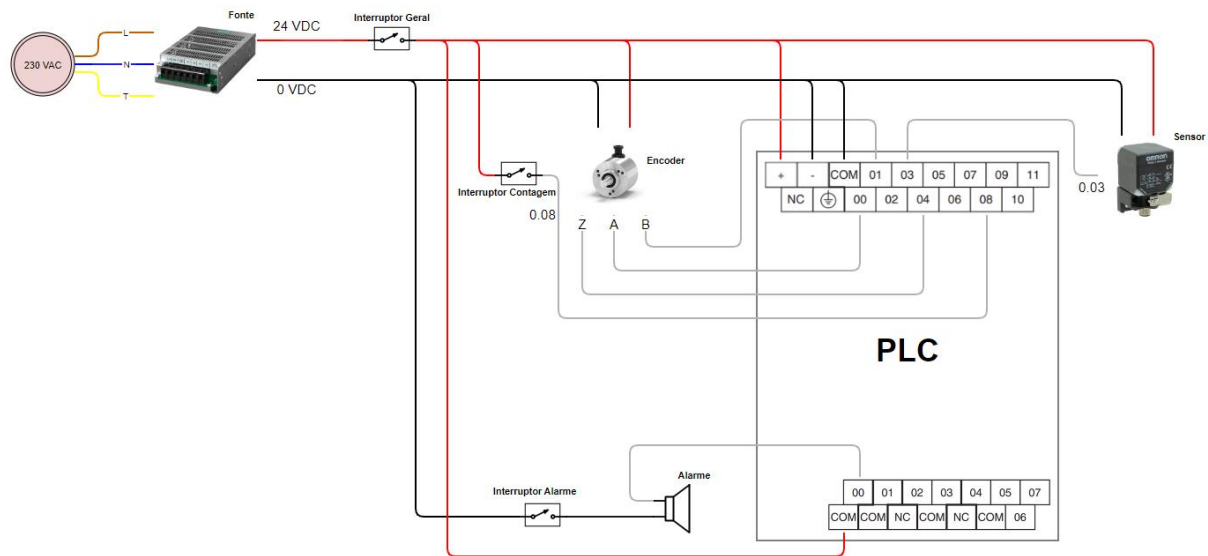 Fonte
24 VDC
Interruptor Geral
L
230 VAC
N
T
0 VDC
Sensor
omron
Encoder
Interruptor Contagem
0.08
Z A B
+ - COM 01 03 05 07 09 11
NC 00 02 04 06 08 10
0.03
PLC
Alarme
Interruptor Alarme
00 01 02 03 04 05 07
COM COM NC COM NC COM 06